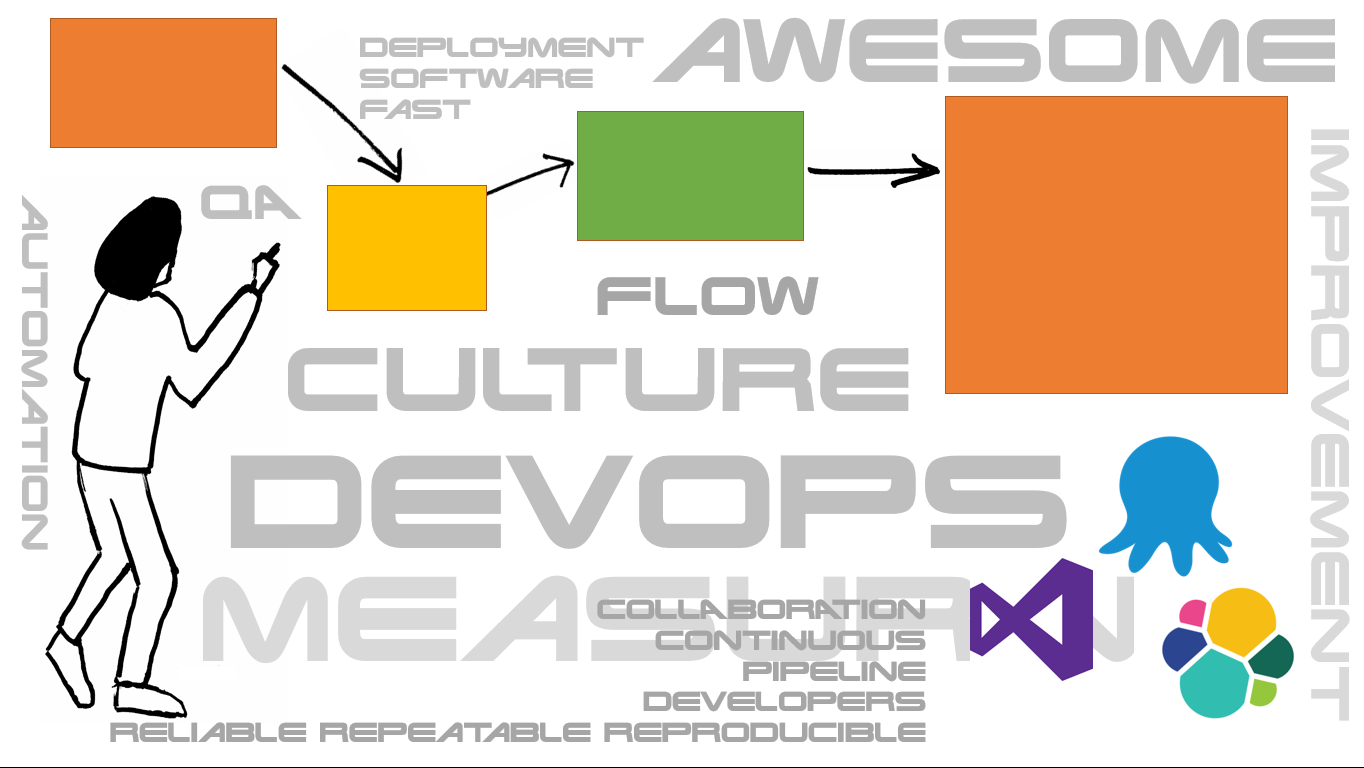 AWESOME
DEPLOYMENT
SOFTWARE
FAST
IMPROVEMENT
QA
AUTOMATION
FLOW
CULTURE
DEVOPS
COLLABORATION
CONTINUOUS
PIPELINE
DEVELOPERS
RELIABLE REPEATABLE REPRODUCIBLE